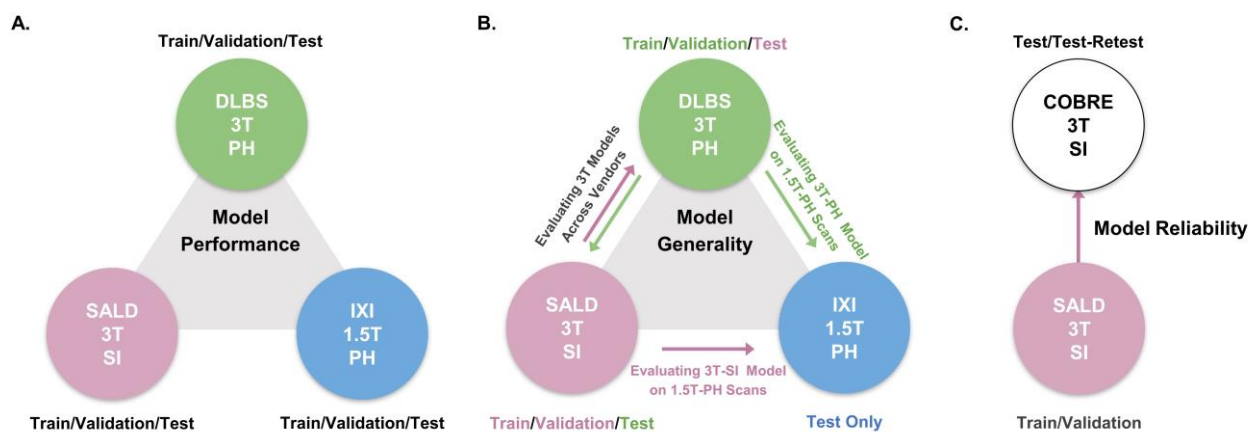 A.
Train/Validation/Test
DLBS
3T
PH
Model
Performance
SALD
3T
SI
IXI
1.5T
PH
Train/Validation/Test
Train/Validation/Test
B.
Train/Validation/Test
DLBS
3T
PH
Evaluating 3T Models
Across Vendors
Evaluating 3T-PH Model
on 1.5T-PH Scans
Model
Generality
SALD
3T
SI
IXI
1.5T
PH
Evaluating 3T-SI Model
on 1.5T-PH Scans
Train/Validation/Test
Test Only
C.
Test/Test-Retest
COBRE
3T
SI
Model Reliability
SALD
3T
SI
Train/Validation